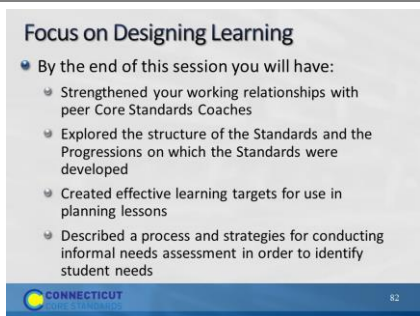 Focus on Designing Learning
By the end of this session you will have:
Strengthened your working relationships with
peer Core Standards Coaches
Explored the structure of the Standards and the
Progressions on which the Standards were
developed
Created effective learning targets for use in
planning lessons
Described a process and strategies for conducting
informal needs assessment in order to identify
student needs
CONNECTICUT
CORE STANDARDS
82